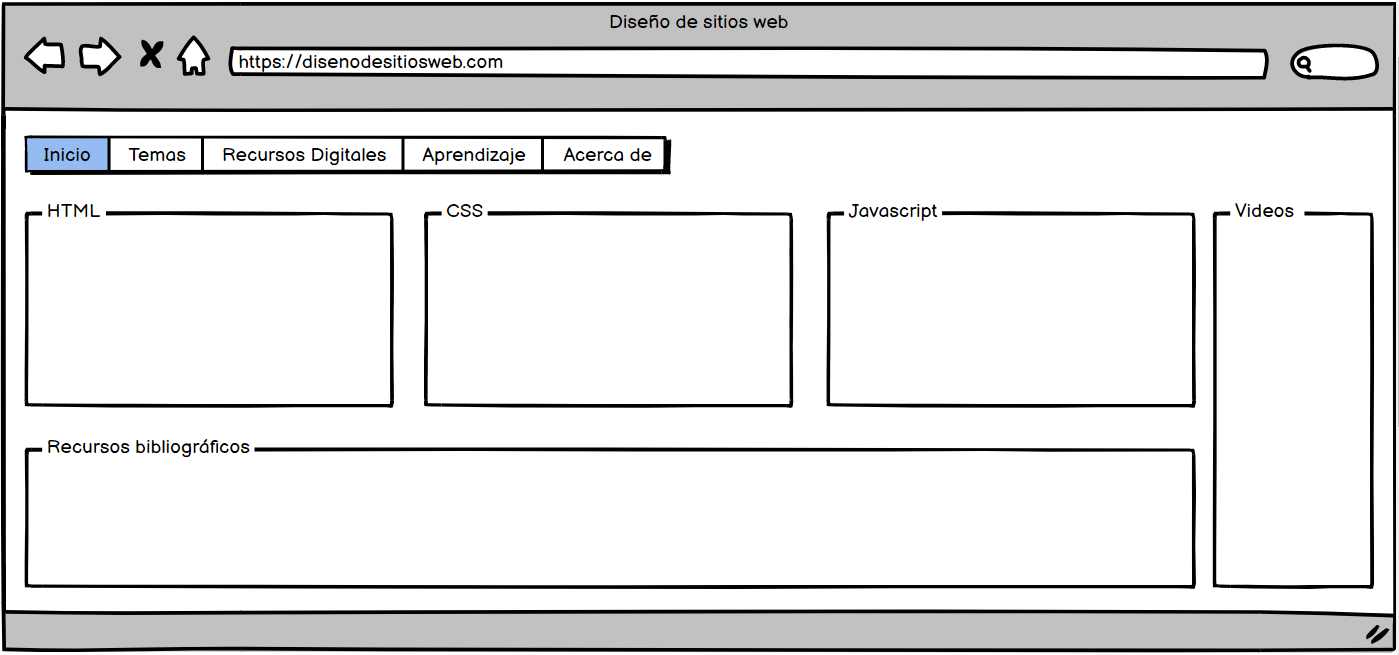 Diseño de sitios web
https://disenodesitiosweb.com
Inicio Temas Recursos Digitales Aprendizaje Acerca de
HTML CSS Javascript Videos
Recursos bibliográficos